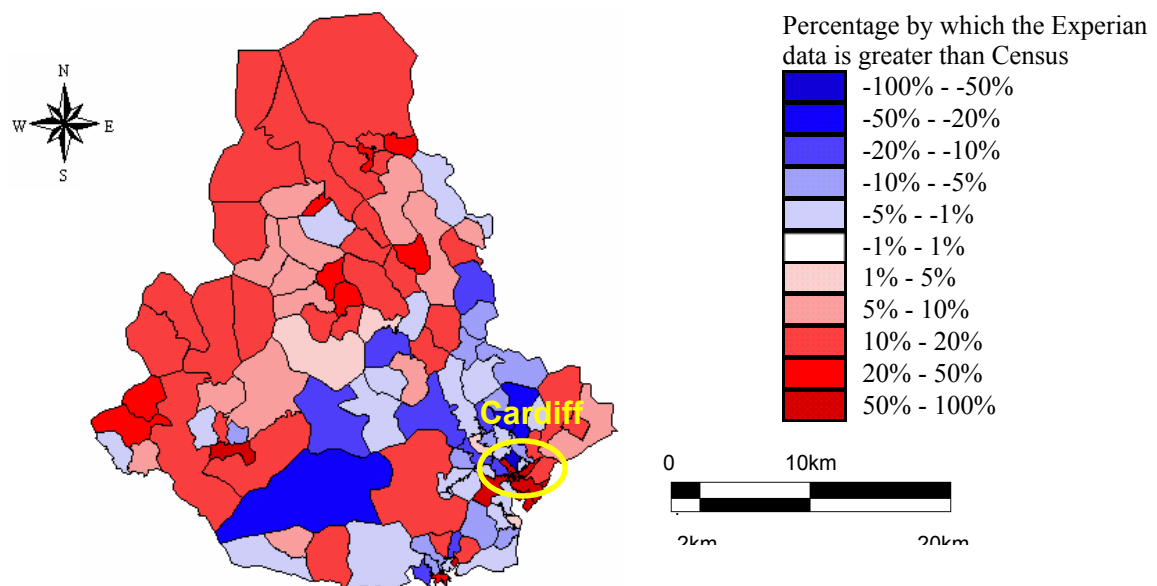 Percentage by which the Experian
data is greater than Census
-100% - -50%
-50% - -20%
-20% - -10%
-10% - -5%
-5% - -1%
-1% - 1%
1% - 5%
5% - 10%
10% - 20%
20% - 50%
50% - 100%
N
W E
S
Cardiff
0 10km
2km 20km